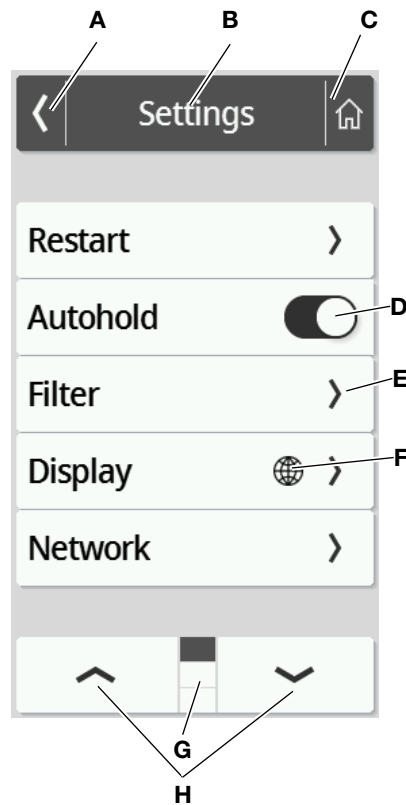 A B C
Settings
Restart
Autohold
D
Filter
E
Display
F
Network
G
H